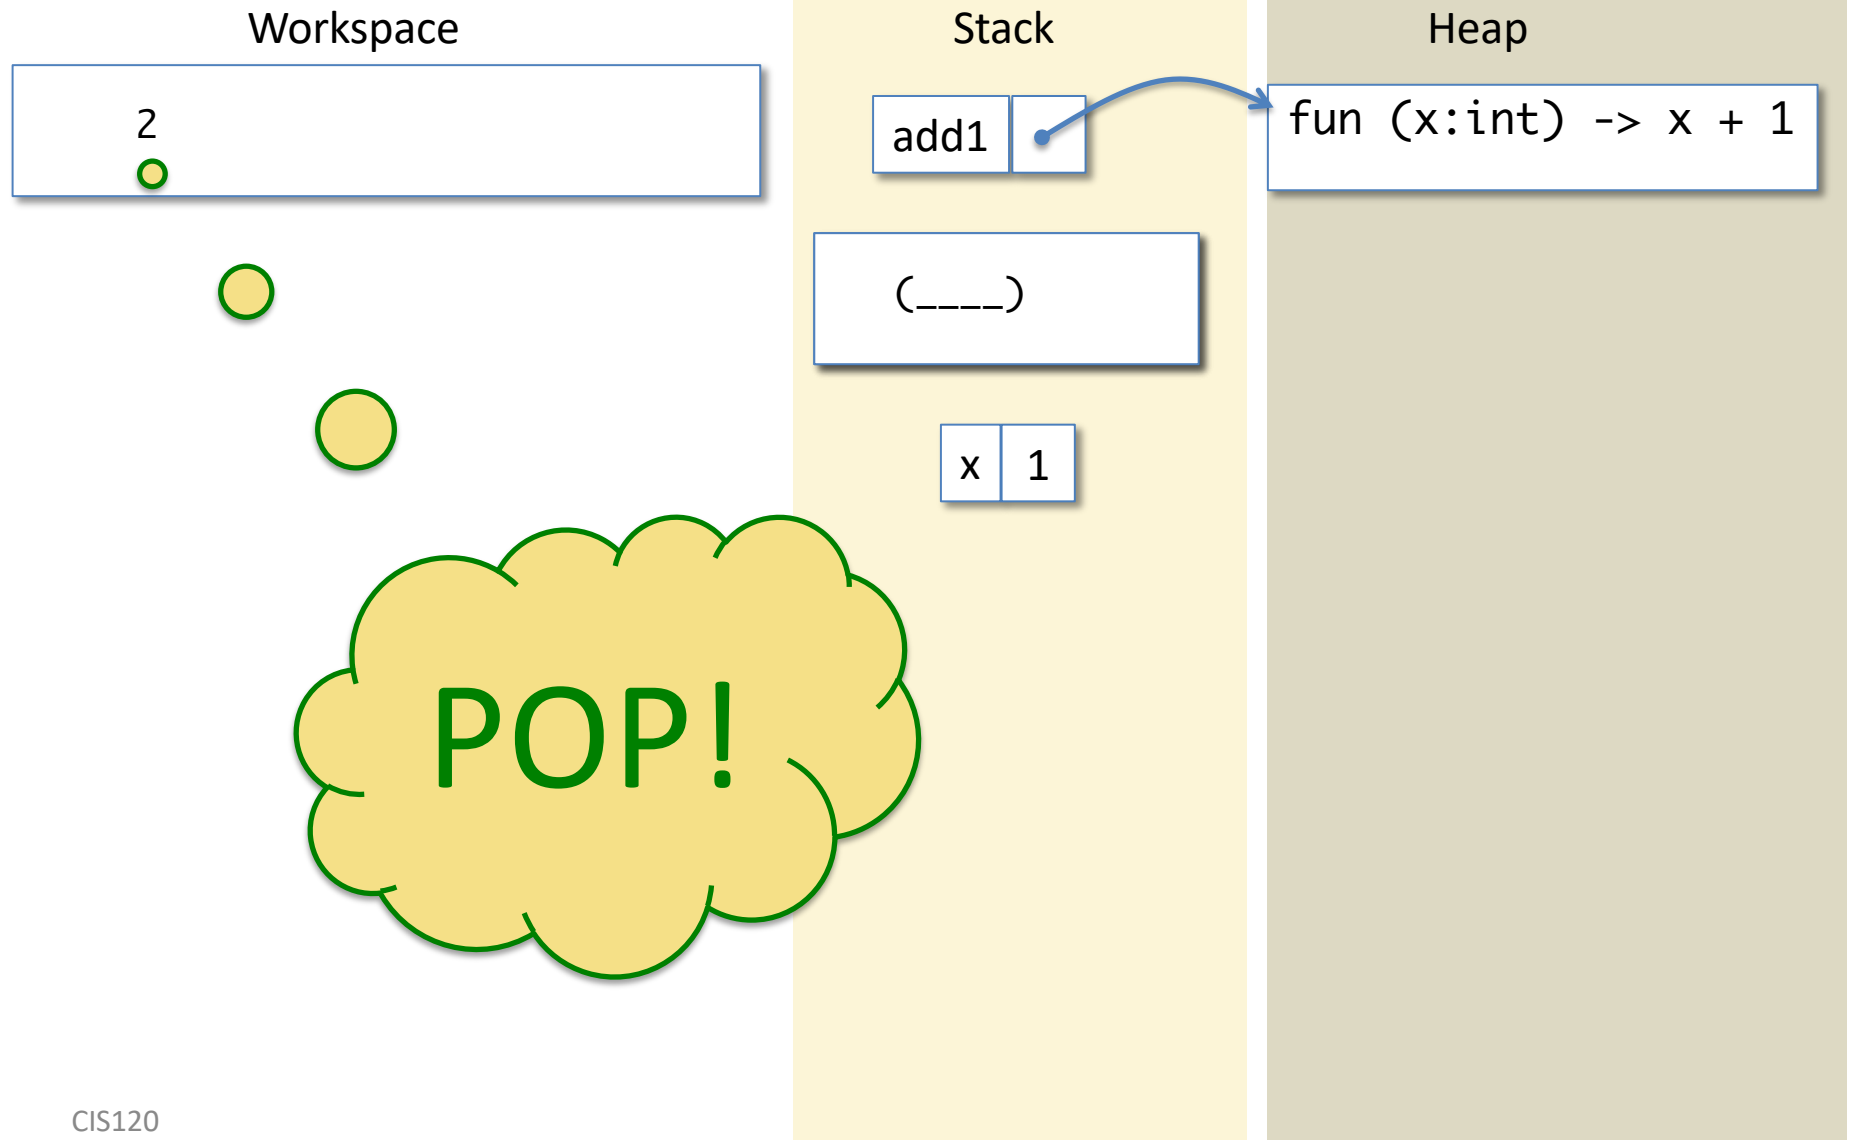 Workspace
Stack
Heap
2
add1
fun (x:int) -> x + 1
(____)
x 1
POP!
CIS120